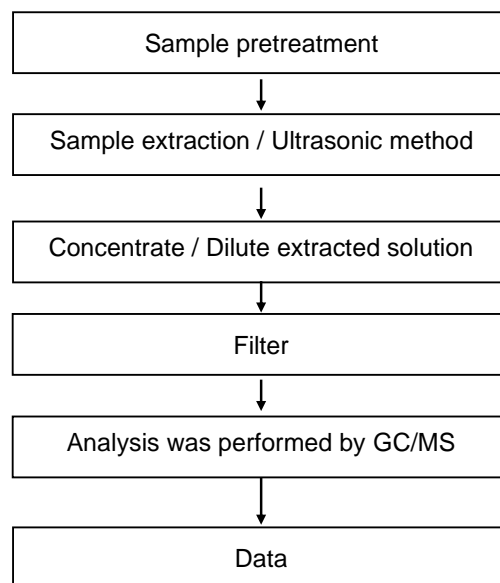 Sample pretreatment
Sample extraction / Ultrasonic method
Concentrate / Dilute extracted solution
Filter
Analysis was performed by GC/MS
Data